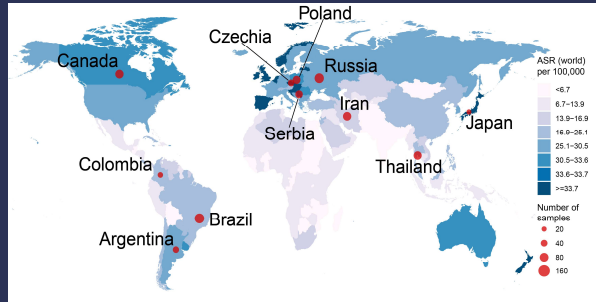 Poland
Czechia
Canada
Russia
Iran
Serbia
Japan
Colombia
Thailand
Brazil
Argentina
ASR (world)
per 100,000
<6.7
6.7–13.9
13.9–16.9
16.9–25.1
25.1–30.5
30.5–33.6
33.6–33.7
>=33.7
Number of
samples
20
40
80
160